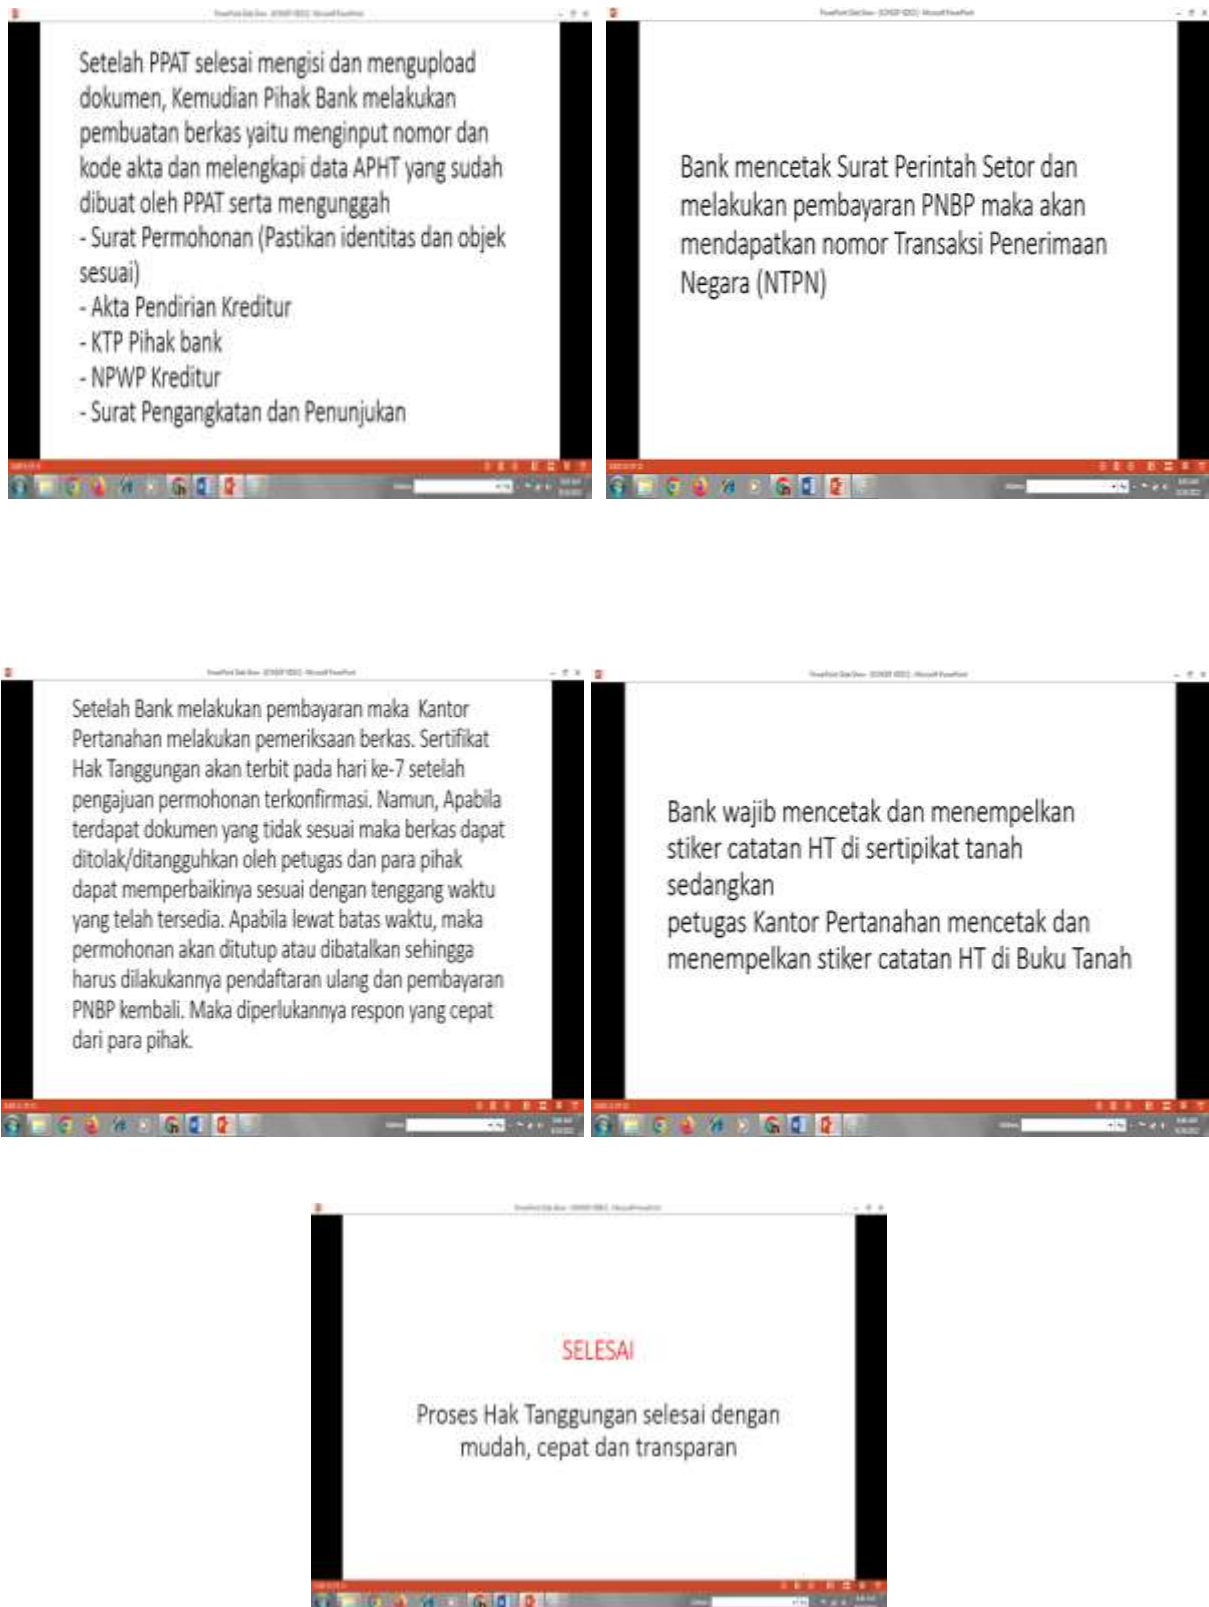 Setelah PPAT selesai mengisi dan mengupload
dokumen, Kemudian Pihak Bank melakukan
pembuatan berkas yaitu menginput nomor dan
kode akta dan melengkapi data APHT yang sudah
dibuat oleh PPAT serta mengunggah
- Surat Permohonan (Pastikan identitas dan objek
sesuai)
- Akta Pendirian Kreditur
- KTP Pihak bank
- NPWP Kreditur
- Surat Pengangkatan dan Penunjukan
Bank mencetak Surat Perintah Setor dan
melakukan pembayaran PNBP maka akan
mendapatkan nomor Transaksi Penerimaan
Negara (NTPN)
Setelah Bank melakukan pembayaran maka Kantor
Pertanahan melakukan pemeriksaan berkas. Sertifikat
Hak Tanggungan akan terbit pada hari ke-7 setelah
pengajuan permohonan terkonfirmasi. Namun, Apabila
terdapat dokumen yang tidak sesuai maka berkas dapat
ditolak/ditangguhkan oleh petugas dan para pihak
dapat memperbaikinya sesuai dengan tenggang waktu
yang telah tersedia. Apabila lewat batas waktu, maka
permohonan akan ditutup atau dibatalkan sehingga
harus dilakukannya pendaftaran ulang dan pembayaran
PNBP kembali. Maka diperlukannya respon yang cepat
dari para pihak.
Bank wajib mencetak dan menempelkan
stiker catatan HT di sertipikat tanah
sedangkan
petugas Kantor Pertanahan mencetak dan
menempelkan stiker catatan HT di Buku Tanah
SELESAI
Proses Hak Tanggungan selesai dengan
mudah, cepat dan transparan